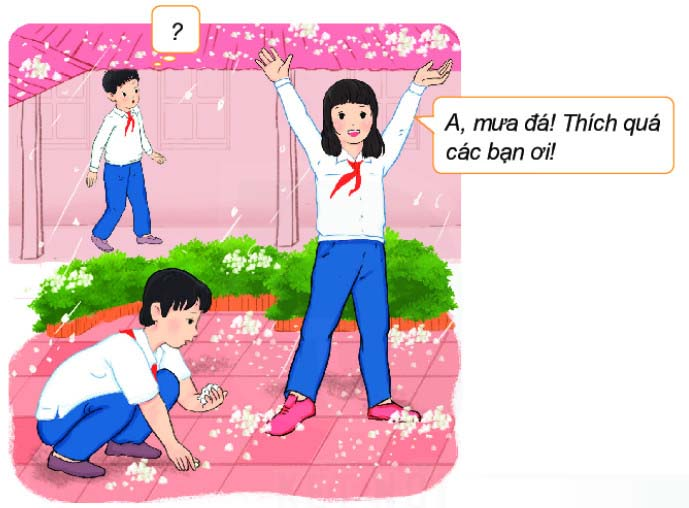 ?
A, mưa đá! Thích quá
các bạn ơi!